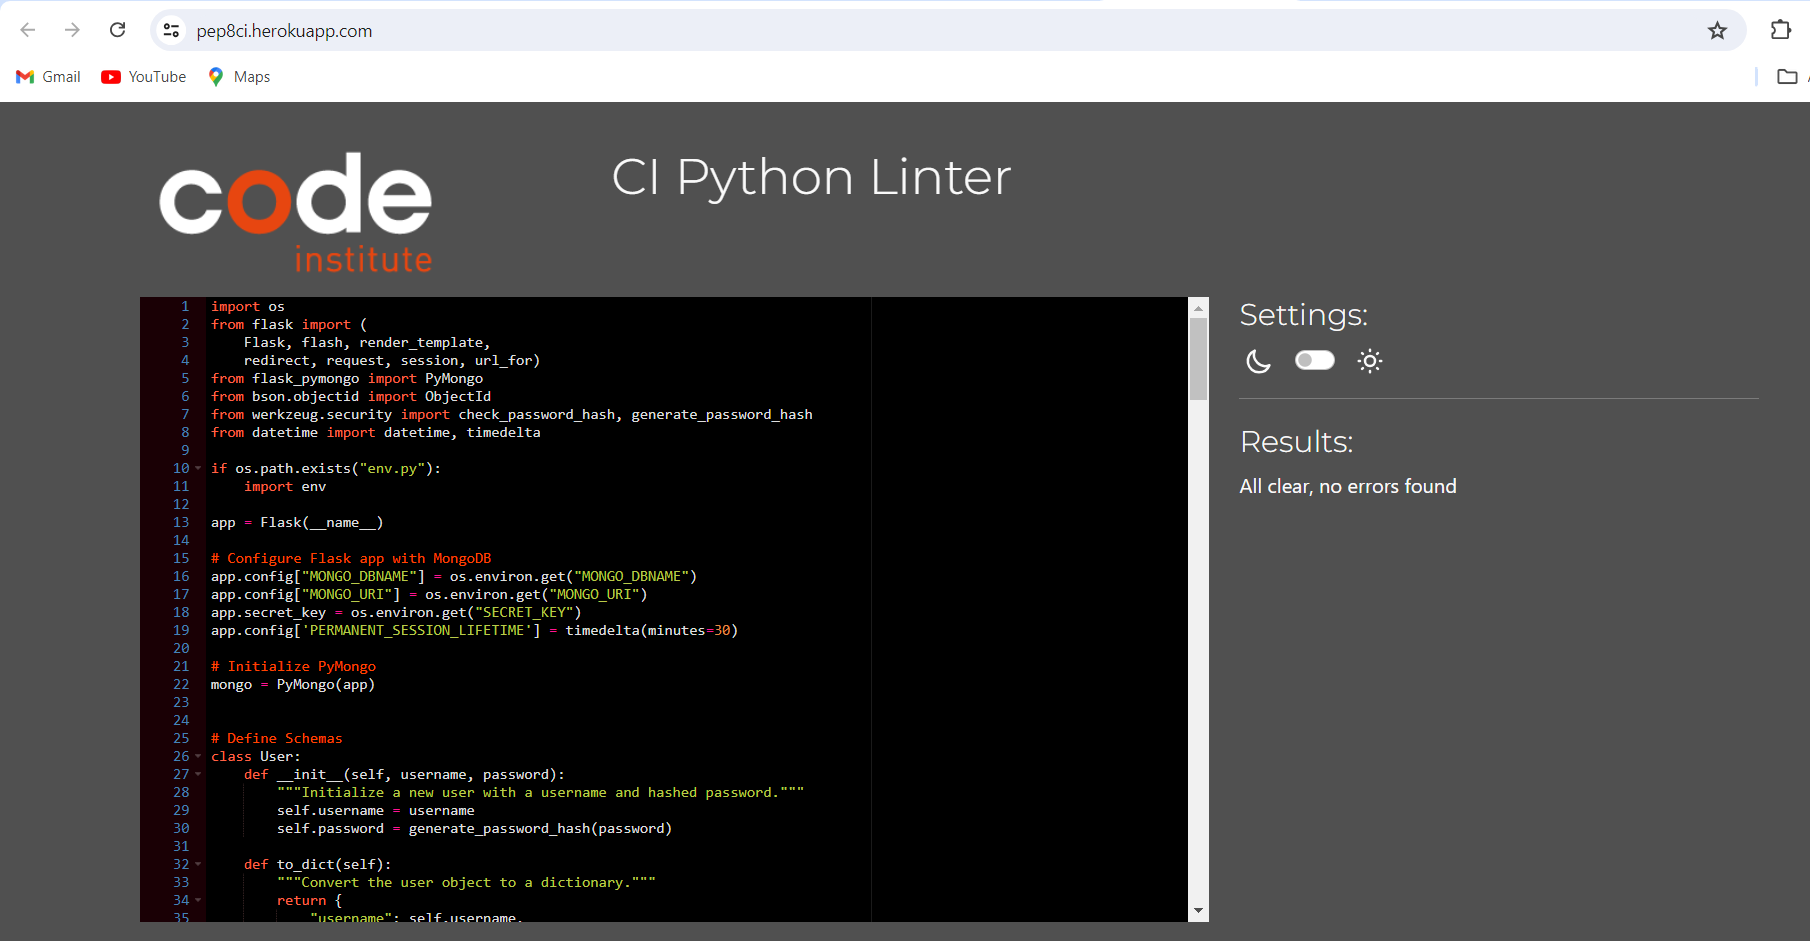 pep8ci.herokuapp.com
Gmail YouTube Maps
code
institute
CI Python Linter
1 import os
2 from flask import (
3 Flask, flash, render_template,
4 redirect, request, session, url_for)
5 from flask_pymongo import PyMongo
6 from bson.objectid import ObjectId
7 from werkzeug.security import check_password_hash, generate_password_hash
8 from datetime import datetime, timedelta
9
10 if os.path.exists("env.py"):
11 import env
12
13 app = Flask(__name__)
14
15 # Configure Flask app with MongoDB
16 app.config["MONGO_DBNAME"] = os.environ.get("MONGO_DBNAME")
17 app.config["MONGO_URI"] = os.environ.get("MONGO_URI")
18 app.secret_key = os.environ.get("SECRET_KEY")
19 app.config['PERMANENT_SESSION_LIFETIME'] = timedelta(minutes=30)
20
21 # Initialize PyMongo
22 mongo = PyMongo(app)
23
24
25 # Define Schemas
26 class User:
27 def __init__(self, username, password):
28 """Initialize a new user with a username and hashed password."""
29 self.username = username
30 self.password = generate_password_hash(password)
31
32 def to_dict(self):
33 """Convert the user object to a dictionary."""
34 return {
35 "username": self.username,
Settings:
Results:
All clear, no errors found